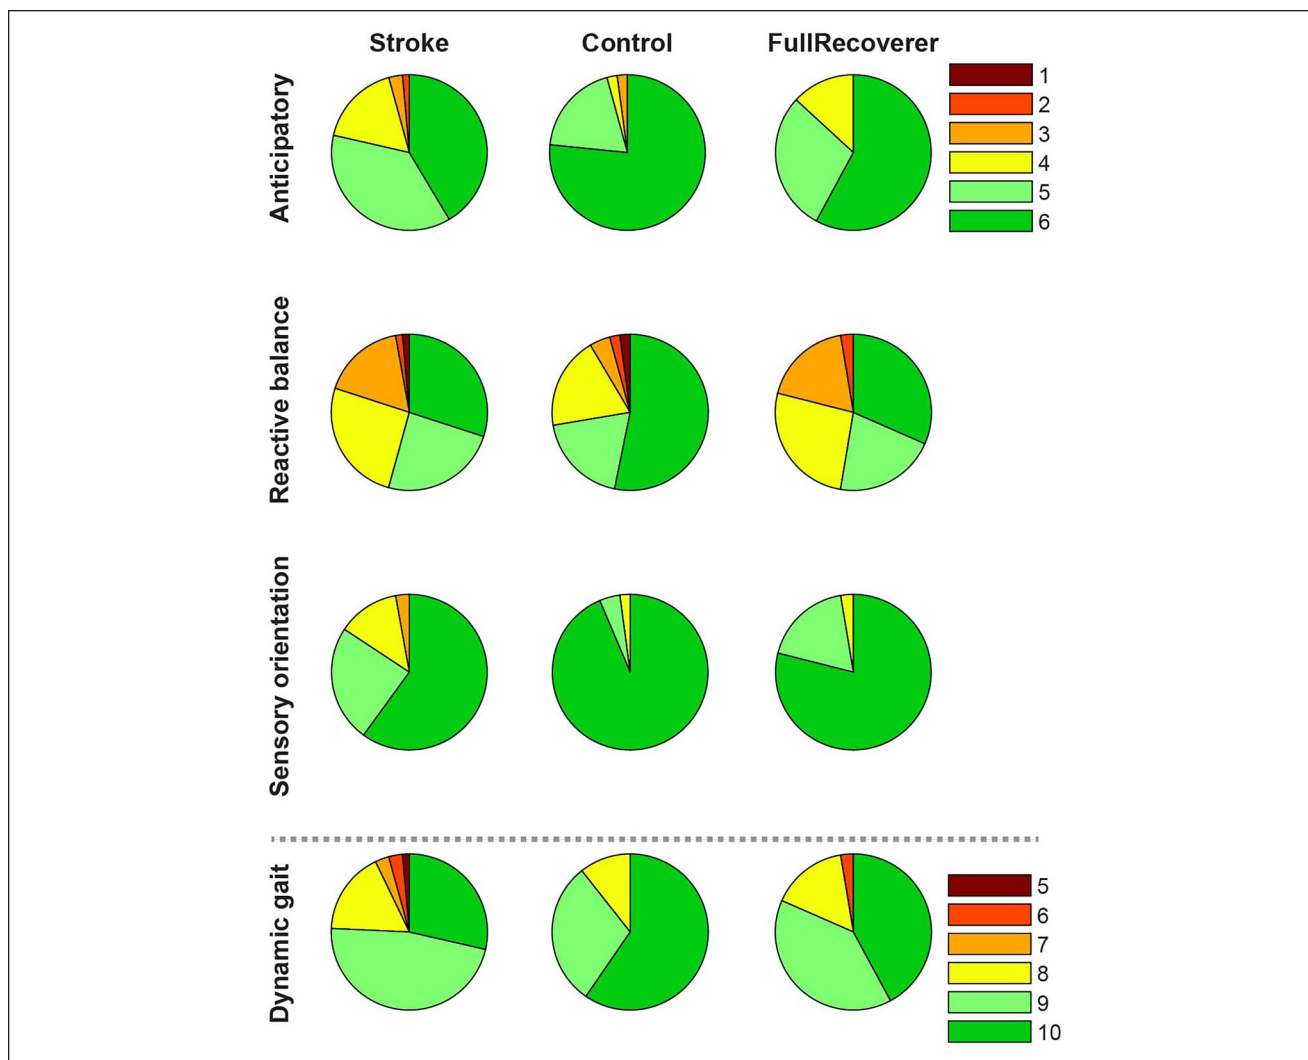 Stroke
Control
FullRecoverer
Anticipatory
1
2
3
4
5
6
Reactive balance
Sensory orientation
Dynamic gait
5
6
7
8
9
10